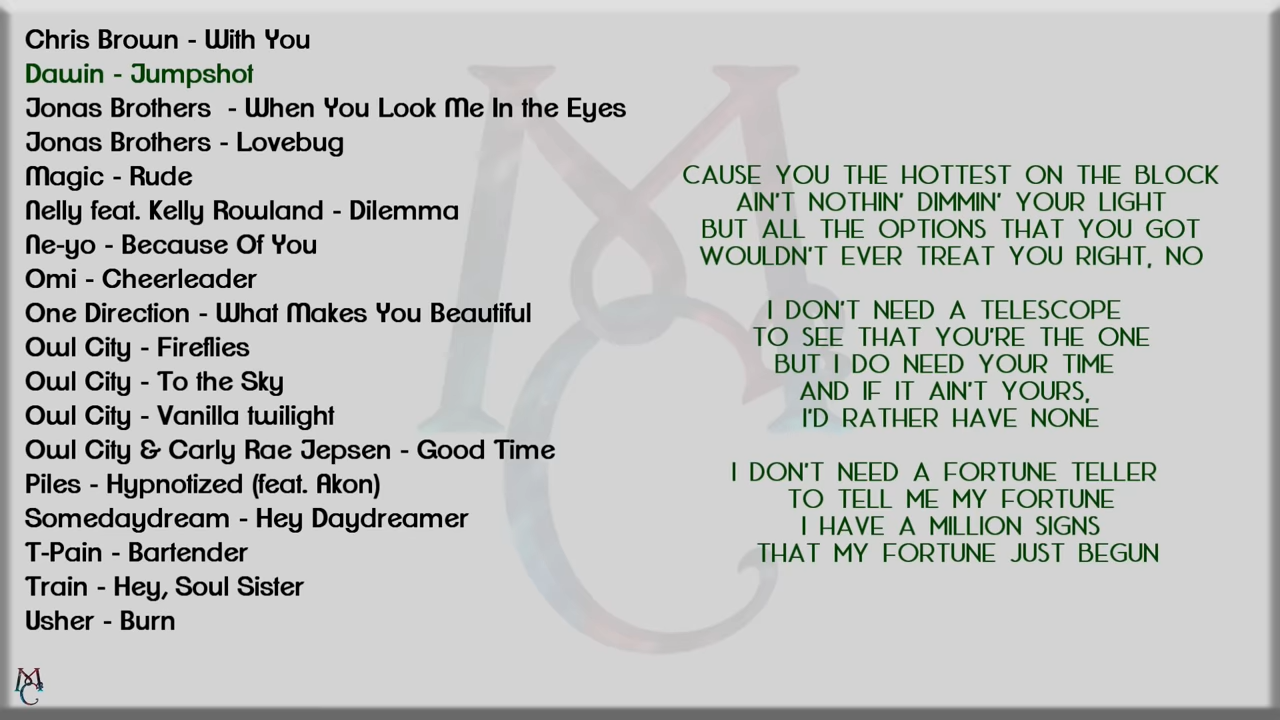 Chris Brown - With You
Dawin - Jumpshot
Jonas Brothers - When You Look Me In the Eyes
Jonas Brothers - Lovebug
Magic - Rude
Nelly feat. Kelly Rowland - Dilemma
Ne-yo - Because Of You
Omi - Cheerleader
One Direction - What Makes You Beautiful
Owl City - Fireflies
Owl City - To the Sky
Owl City - Vanilla twilight
Owl City & Carly Rae Jepsen - Good Time
Piles - Hypnotized (feat. Akon)
Somedaydream - Hey Daydreamer
T-Pain - Bartender
Train - Hey, Soul Sister
Usher - Burn
CAUSE YOU THE HOTTEST ON THE BLOCK
AIN'T NOTHIN' DIMMIN' YOUR LIGHT
BUT ALL THE OPTIONS THAT YOU GOT
WOULDN'T EVER TREAT YOU RIGHT, NO
I DON'T NEED A TELESCOPE
TO SEE THAT YOU'RE THE ONE
BUT I DO NEED YOUR TIME
AND IF IT AIN'T YOURS,
I'D RATHER HAVE NONE
I DON'T NEED A FORTUNE TELLER
TO TELL ME MY FORTUNE
I HAVE A MILLION SIGNS
THAT MY FORTUNE JUST BEGUN
MC
MC